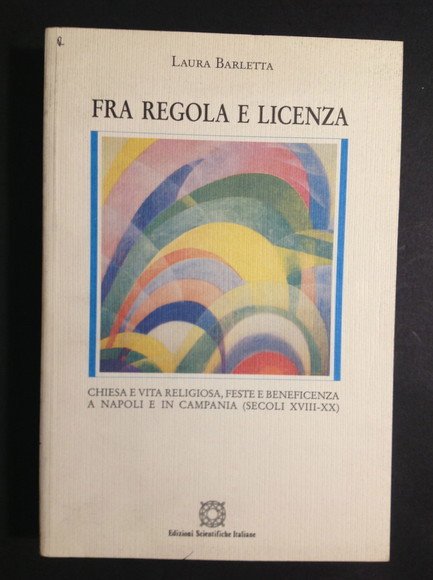 LAURA BARLETTA
FRA REGOLA E LICENZA
CHIESA E VITA RELIGIOSA, FESTE E BENEFICENZA
A NAPOLI E IN CAMPANIA (SECOLI XVIII-XX)
Edizioni Scientifiche Italiane